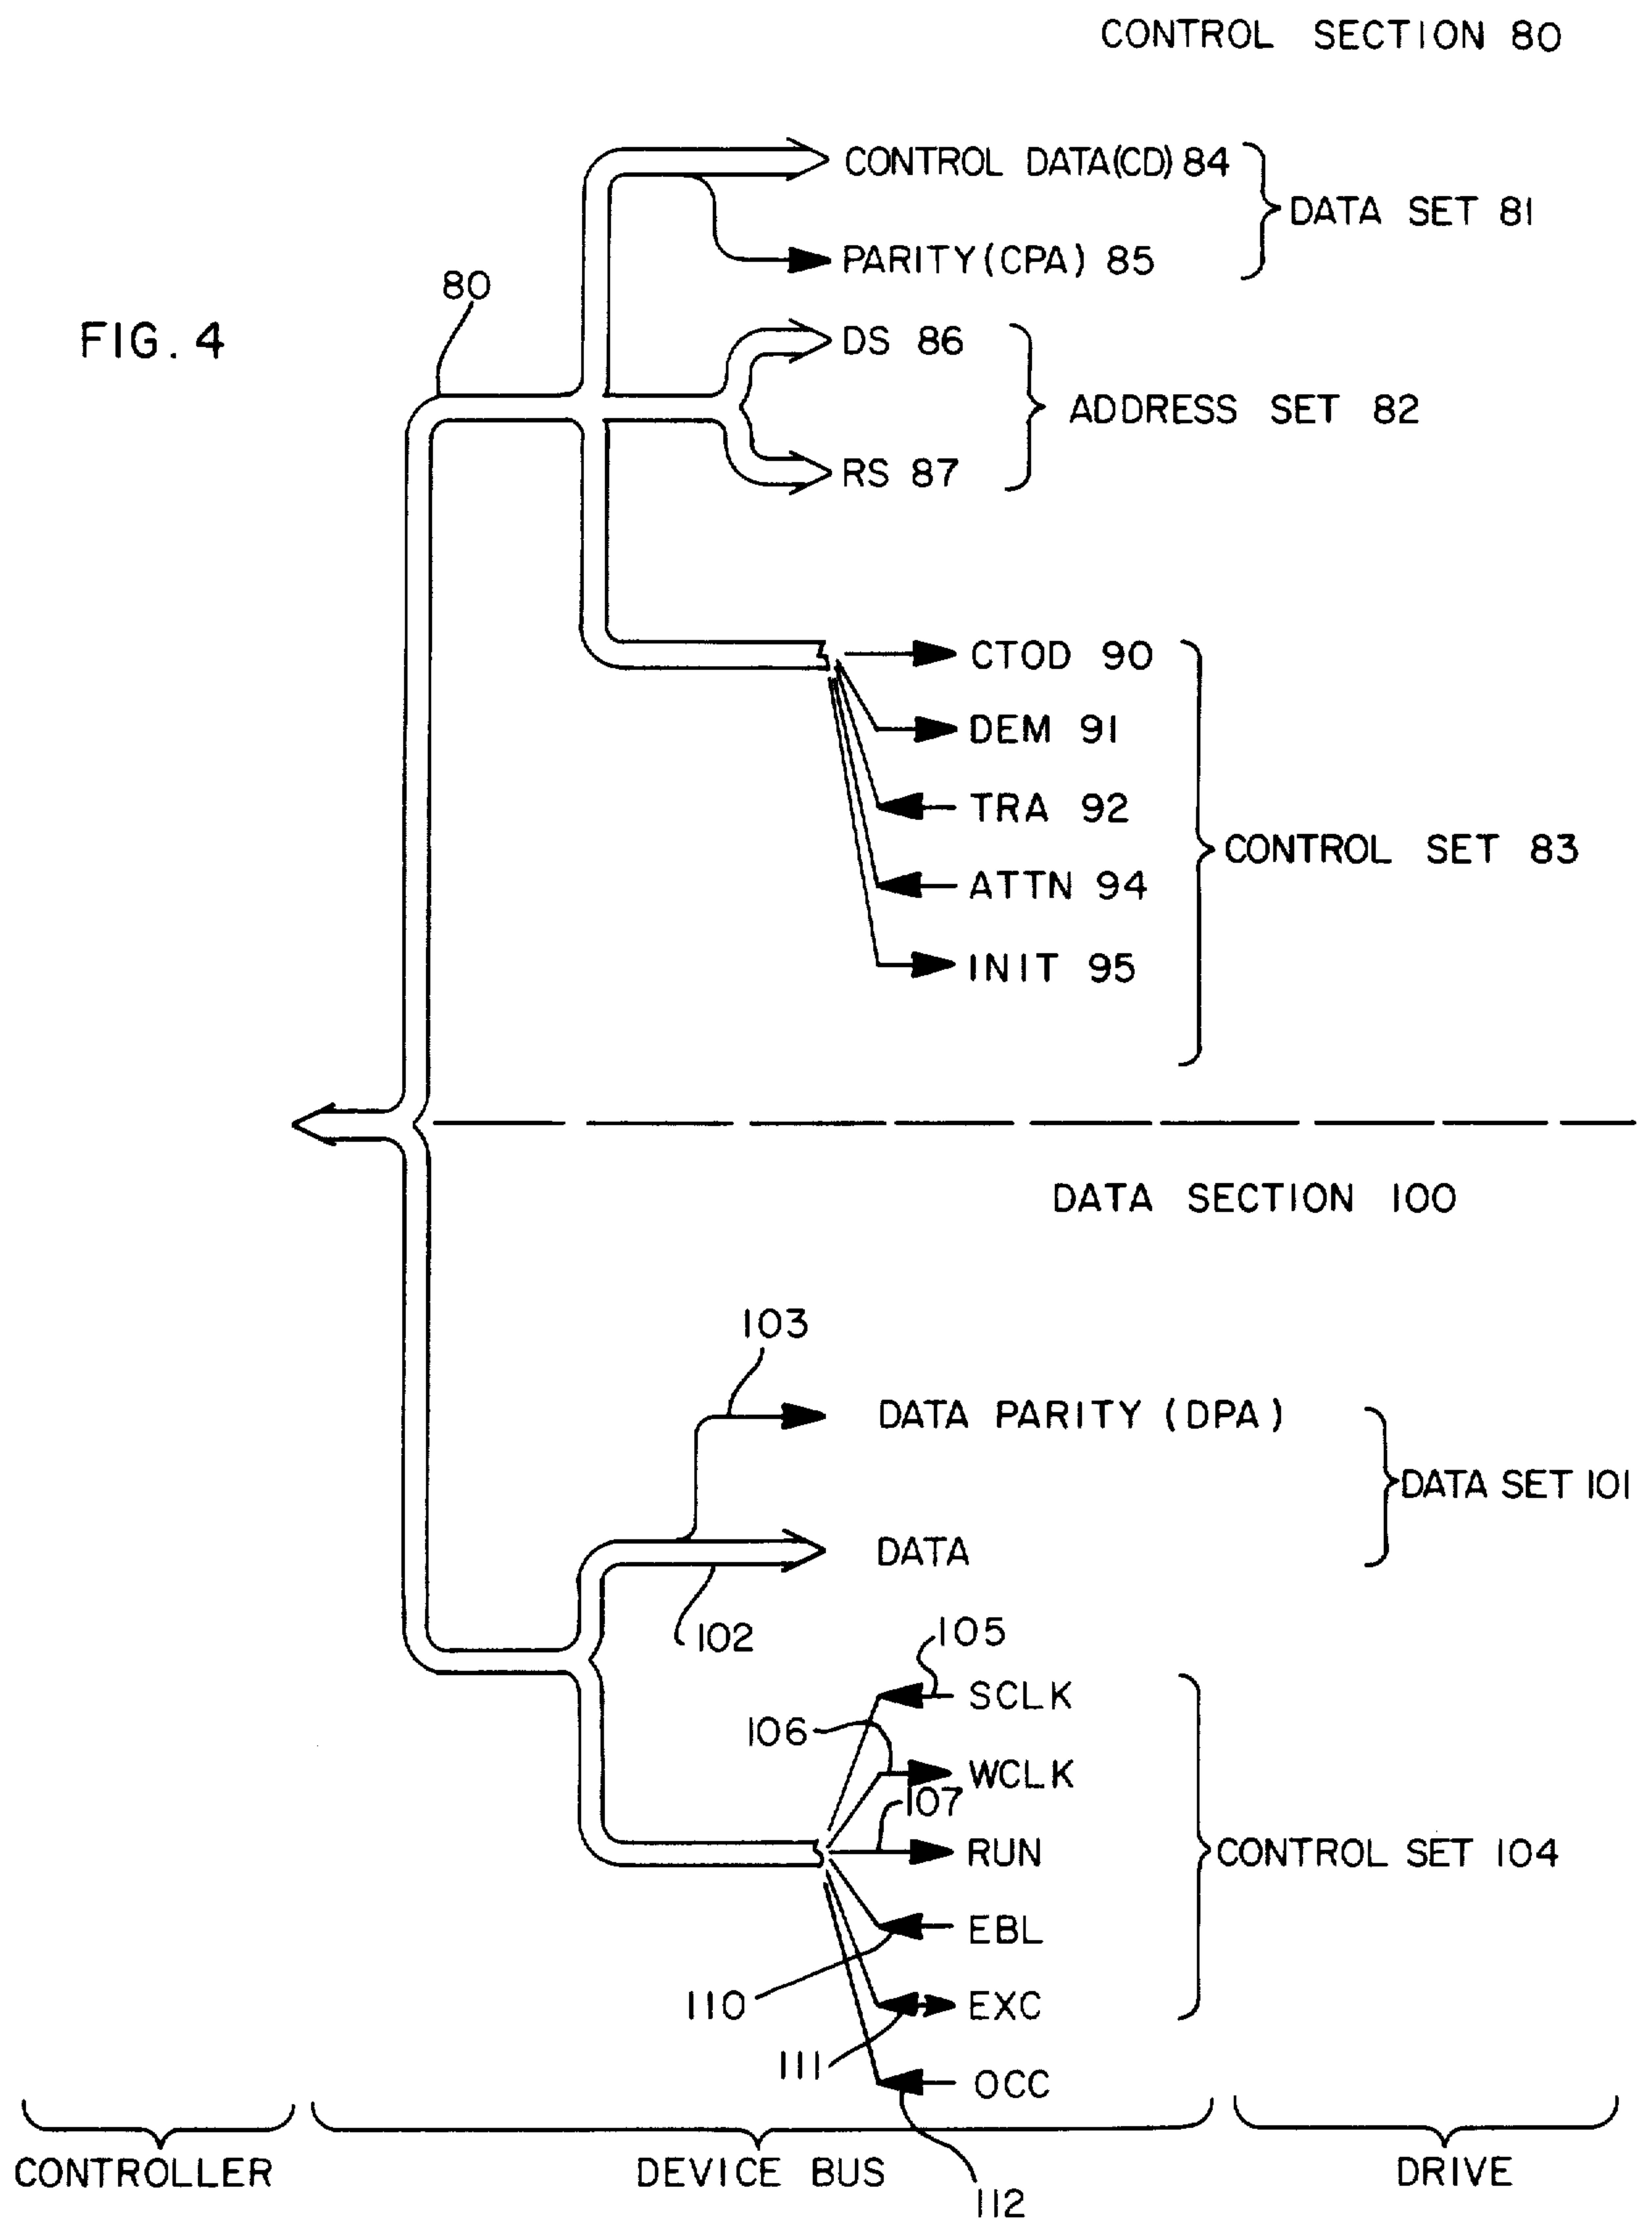 CONTROL SECTION 80
CONTROL DATA(CD) 84
DATA SET 81
PARITY(CPA) 85
80
FIG. 4
DS 86
ADDRESS SET 82
RS 87
CTOD 90
DEM 91
TRA 92
CONTROL SET 83
ATTN 94
INIT 95
DATA SECTION 100
103
DATA PARITY (DPA)
DATA SET 101
DATA
102
105
SCLK
106
WCLK
107
RUN
CONTROL SET 104
EBL
110
EXC
111
OCC
CONTROLLER
DEVICE BUS
DRIVE
112